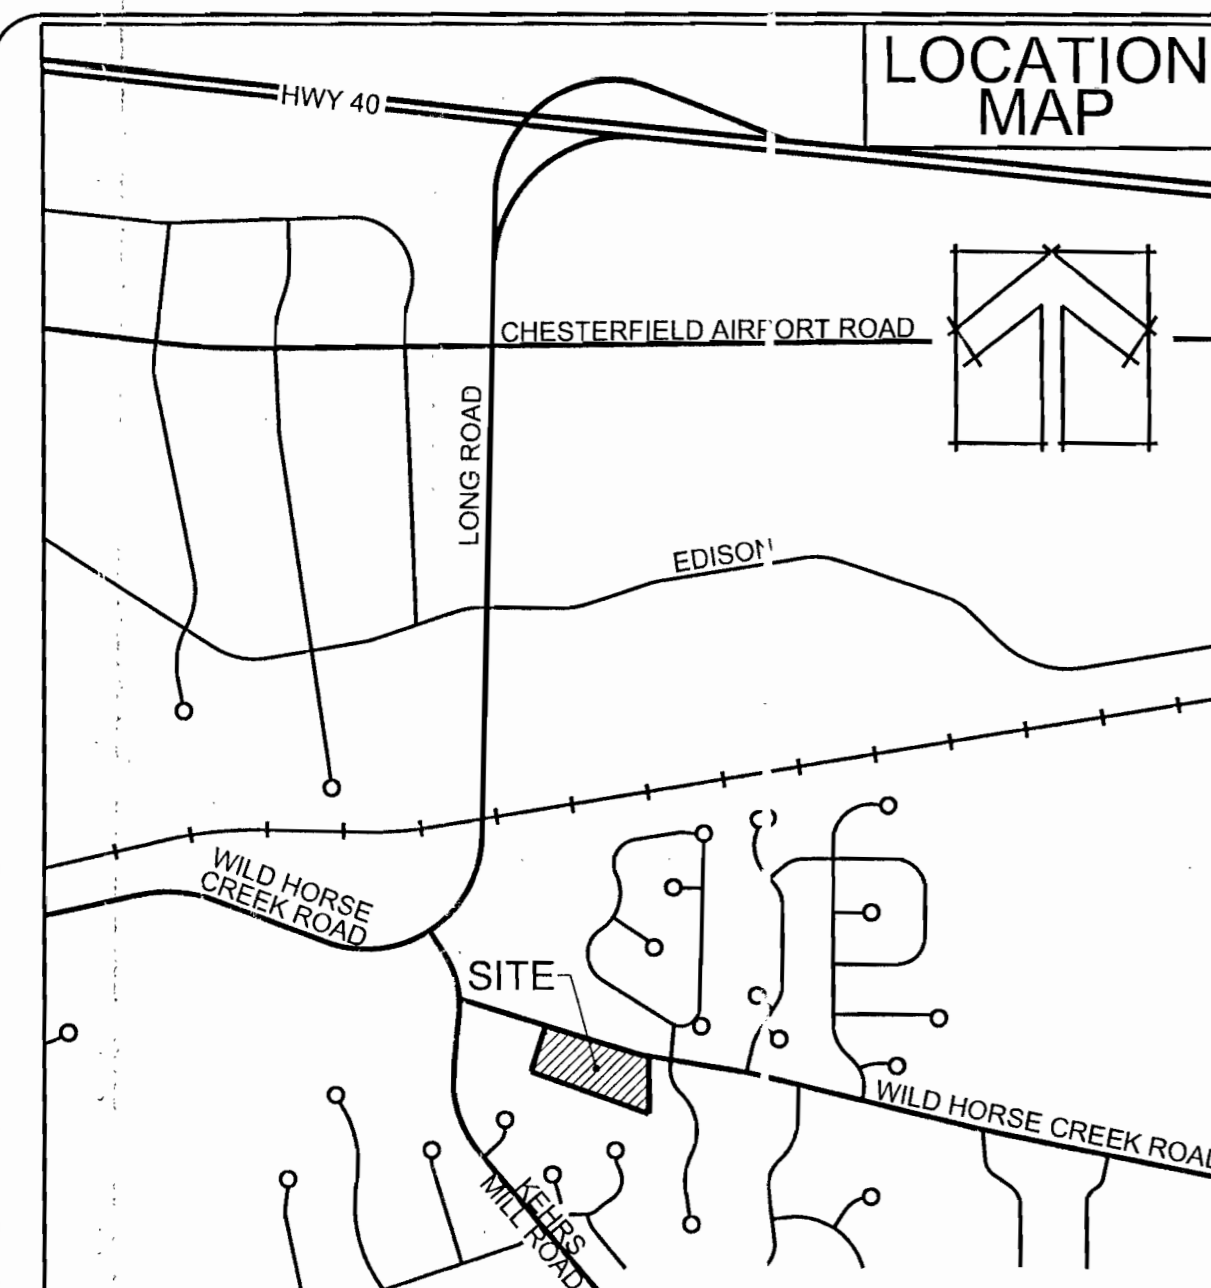 LOCATION
MAP
HWY 40
CHESTERFIELD AIRPORT ROAD
LONG ROAD
EDISON
WILD HORSE
CREEK ROAD
SITE
WILD HORSE CREEK ROAD
KEHRS
MILL ROAD